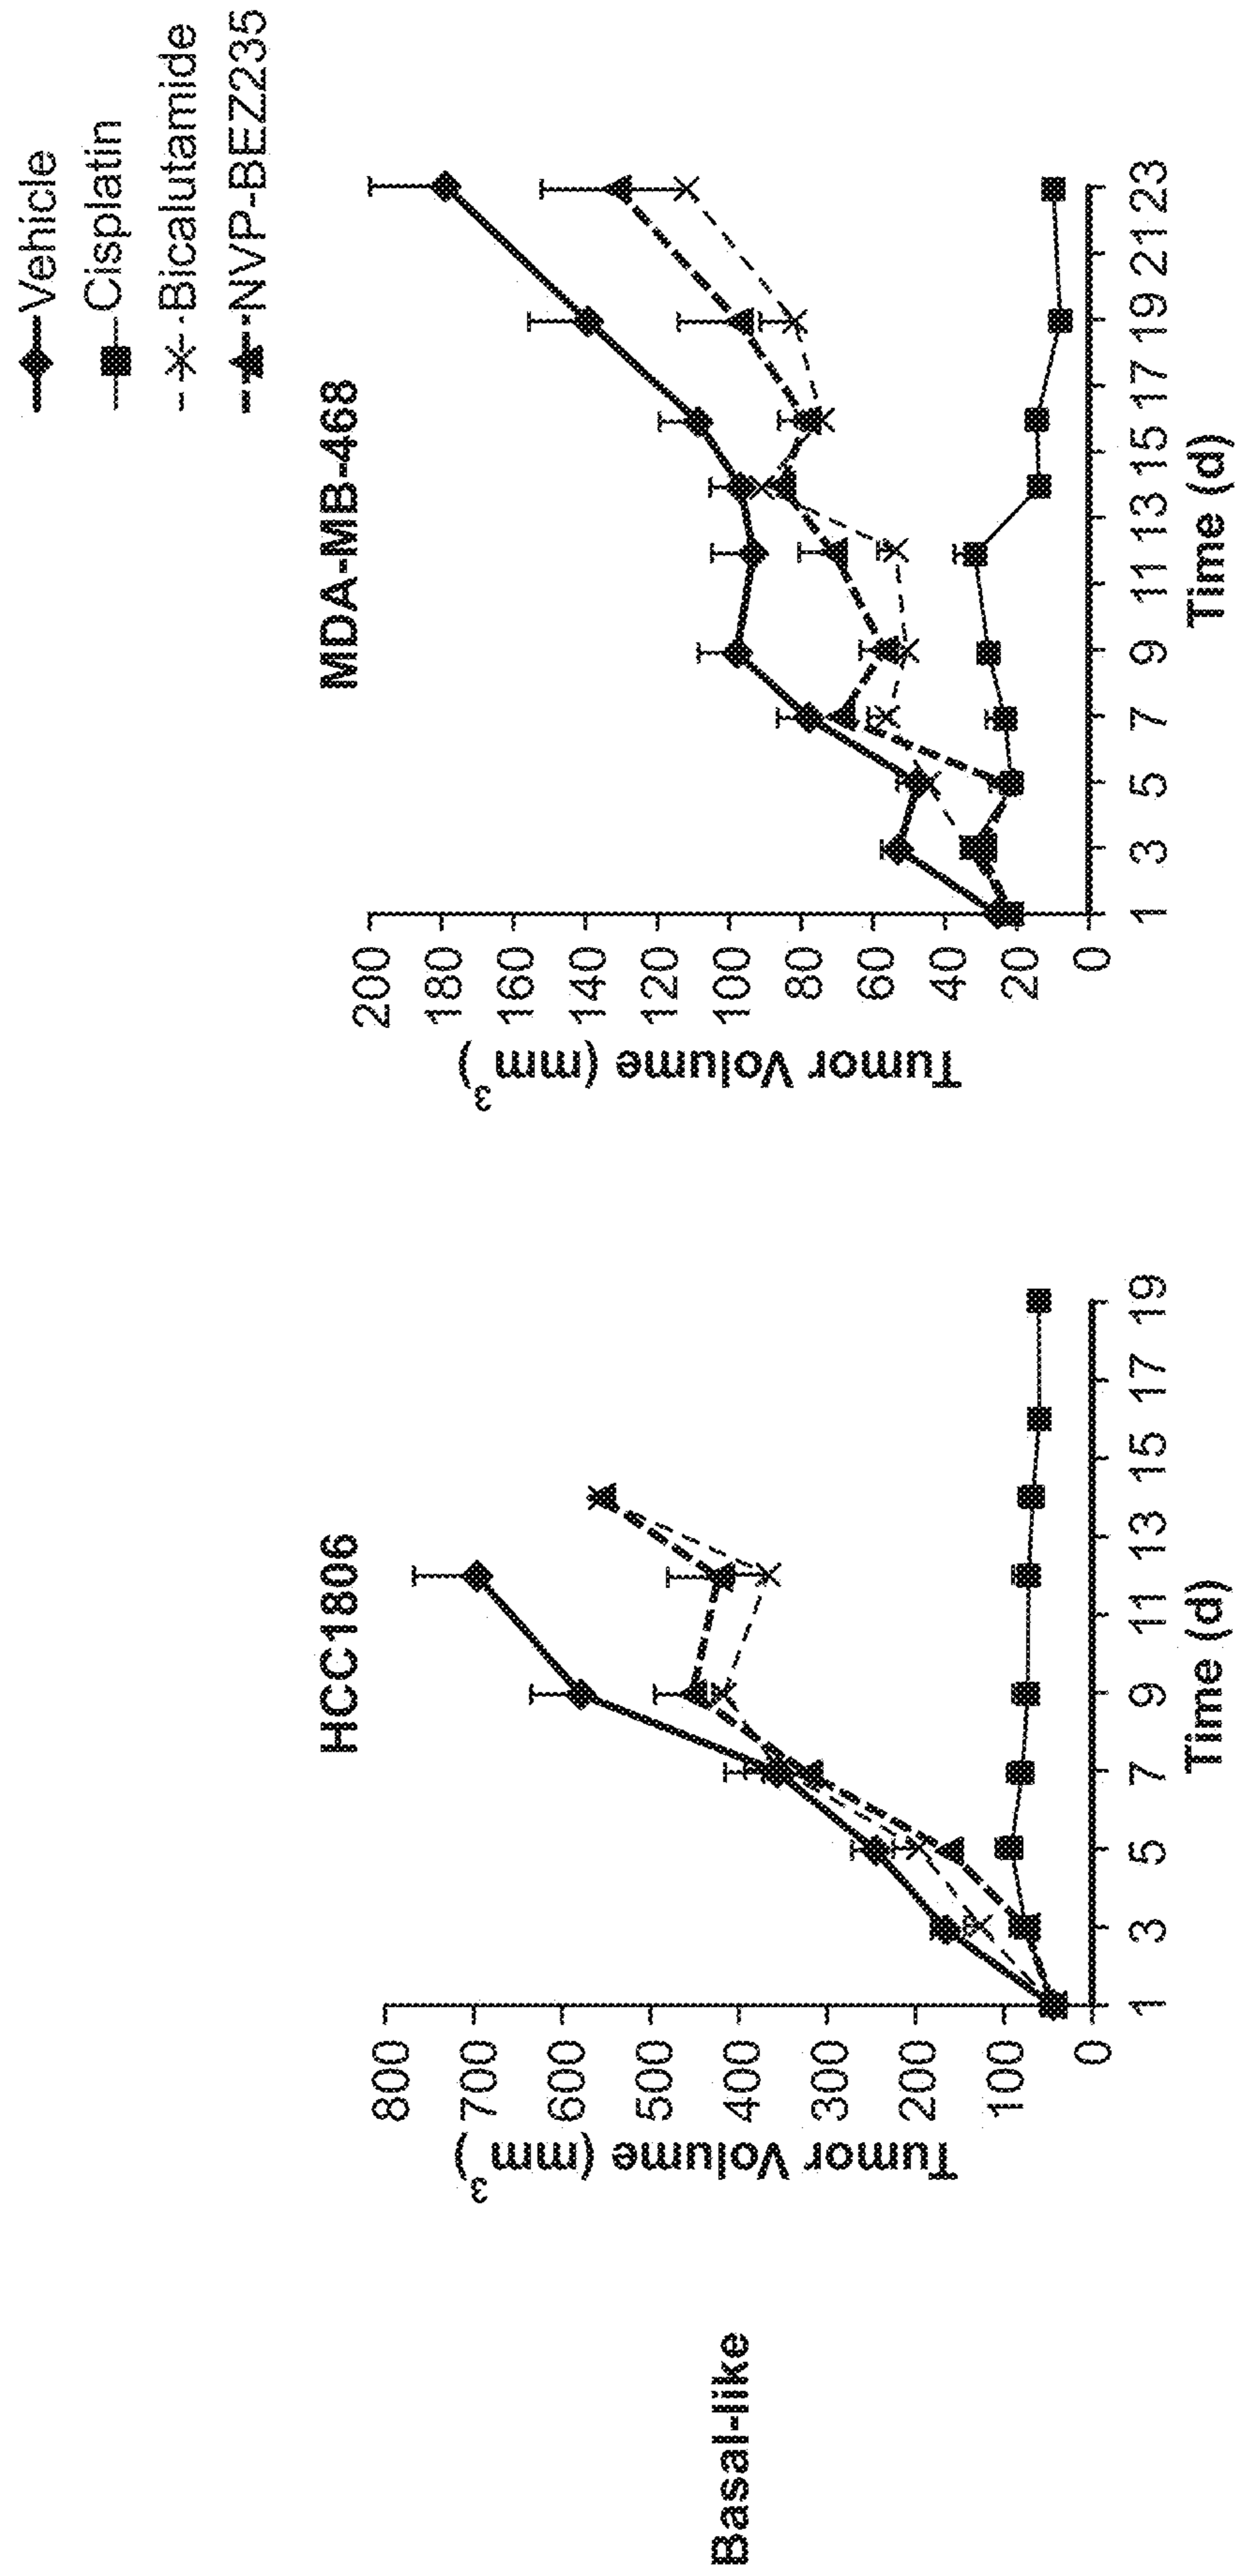 Vehicle
Cisplatin
Bicalutamide
NVP-BEZ235
Basal-like
HCC1806
Tumor Volume (mm3)
800
700
600
500
400
300
200
100
0
1 3 5 7 9 11 13 15 17 19
Time (d)
MDA-MB-468
Tumor Volume (mm3)
200
180
160
140
120
100
80
60
40
20
0
1 3 5 7 9 11 13 15 17 19 21 23
Time (d)